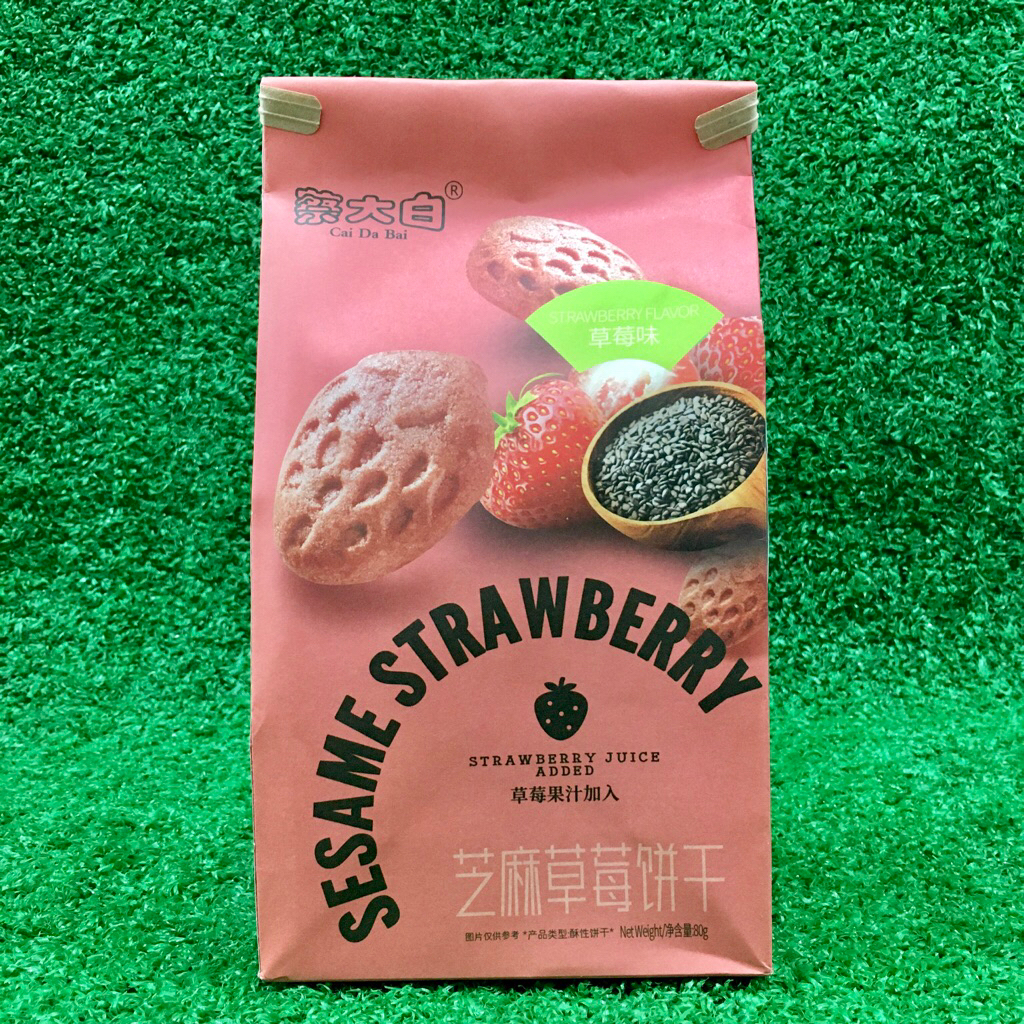 蔡大白®
Cai Da Bai
STRAWBERRY FLAVOR
草莓味
SESAME STRAWBERRY
STRAWBERRY JUICE
ADDED
草莓果汁加入
芝麻草莓饼干
图片仅供参考 *产品类型:酥性饼干* Net Weight/净含量:80g